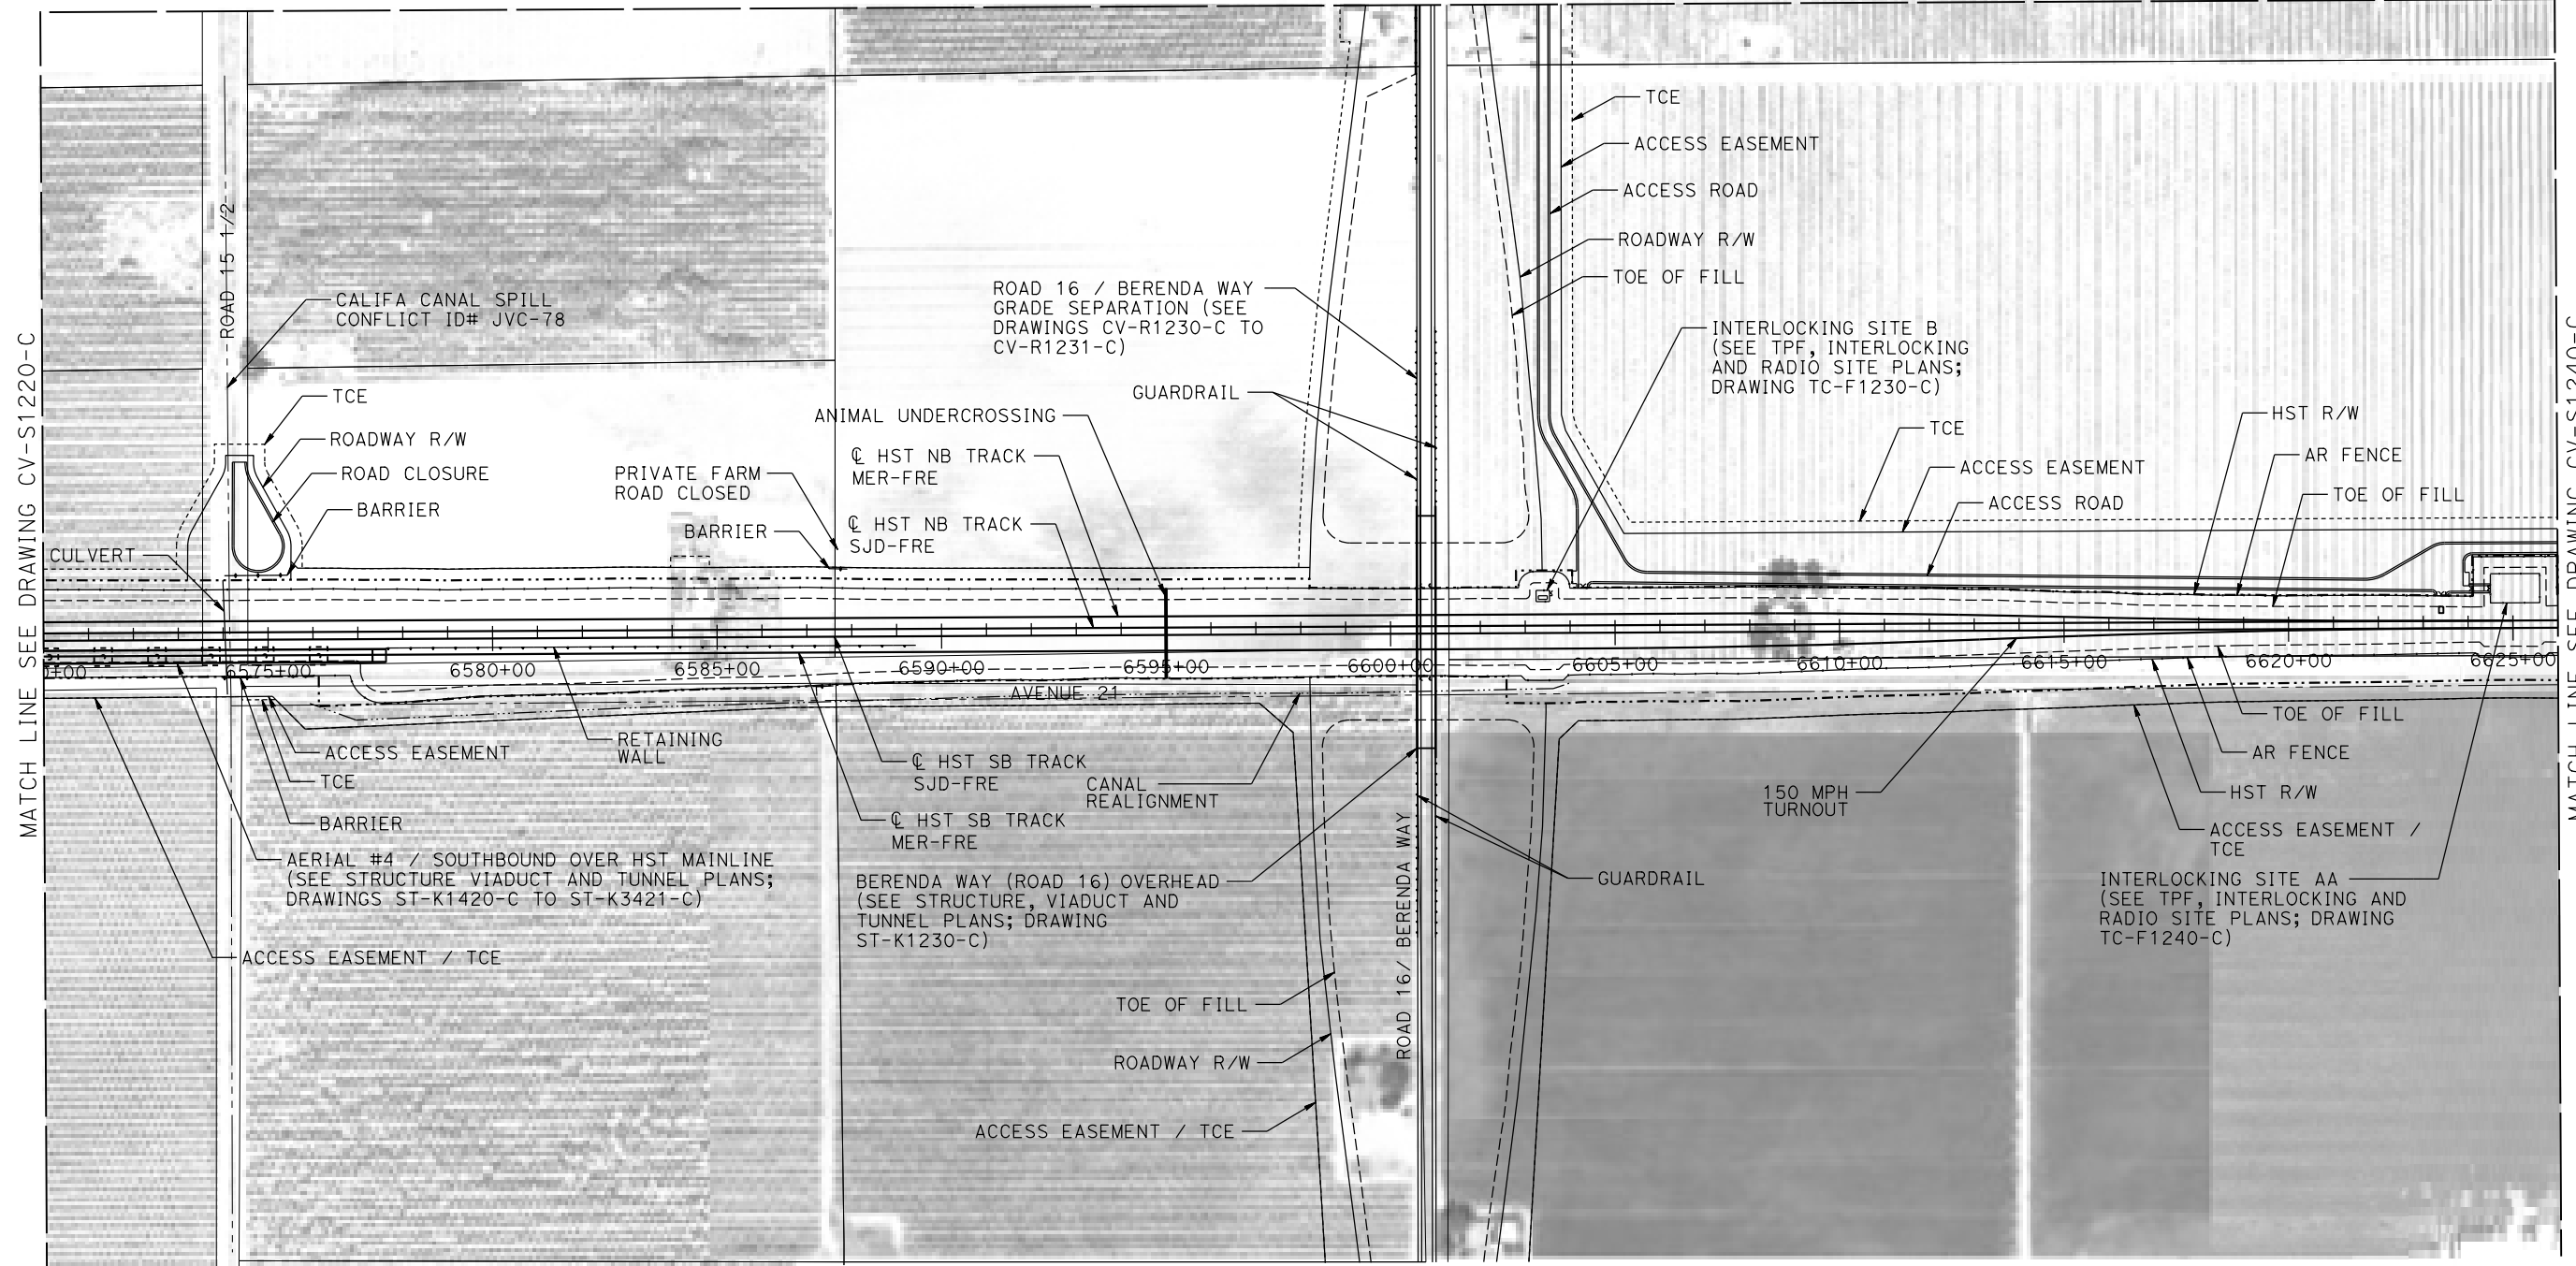 MATCH LINE SEE DRAWING CV-S1220-C
ROAD 15 1/2
CALIFA CANAL SPILL
CONFLICT ID# JVC-78
TCE
ROADWAY R/W
ROAD CLOSURE
BARRIER
CULVERT
PRIVATE FARM
ROAD CLOSED
BARRIER
ANIMAL UNDERCROSSING
℄ HST NB TRACK
MER-FRE
℄ HST NB TRACK
SJD-FRE
ROAD 16 / BERENDA WAY
GRADE SEPARATION (SEE
DRAWINGS CV-R1230-C TO
CV-R1231-C)
GUARDRAIL
TCE
ACCESS EASEMENT
ACCESS ROAD
ROADWAY R/W
TOE OF FILL
INTERLOCKING SITE B
(SEE TPF, INTERLOCKING
AND RADIO SITE PLANS;
DRAWING TC-F1230-C)
TCE
ACCESS EASEMENT
ACCESS ROAD
HST R/W
AR FENCE
TOE OF FILL
+00
6575+00
6580+00
6585+00
6590+00
6595+00
6600+00
6605+00
6610+00
6615+00
6620+00
6625+00
AVENUE 21
ACCESS EASEMENT
TCE
BARRIER
AERIAL #4 / SOUTHBOUND OVER HST MAINLINE
(SEE STRUCTURE VIADUCT AND TUNNEL PLANS;
DRAWINGS ST-K1420-C TO ST-K3421-C)
ACCESS EASEMENT / TCE
RETAINING
WALL
℄ HST SB TRACK
SJD-FRE
℄ HST SB TRACK
MER-FRE
CANAL
REALIGNMENT
BERENDA WAY (ROAD 16) OVERHEAD
(SEE STRUCTURE, VIADUCT AND
TUNNEL PLANS; DRAWING
ST-K1230-C)
TOE OF FILL
ROADWAY R/W
ACCESS EASEMENT / TCE
ROAD 16/ BERENDA WAY
GUARDRAIL
150 MPH
TURNOUT
TOE OF FILL
AR FENCE
HST R/W
ACCESS EASEMENT /
TCE
INTERLOCKING SITE AA
(SEE TPF, INTERLOCKING AND
RADIO SITE PLANS; DRAWING
TC-F1240-C)
MATCH LINE SEE DRAWING CV-S1240-C